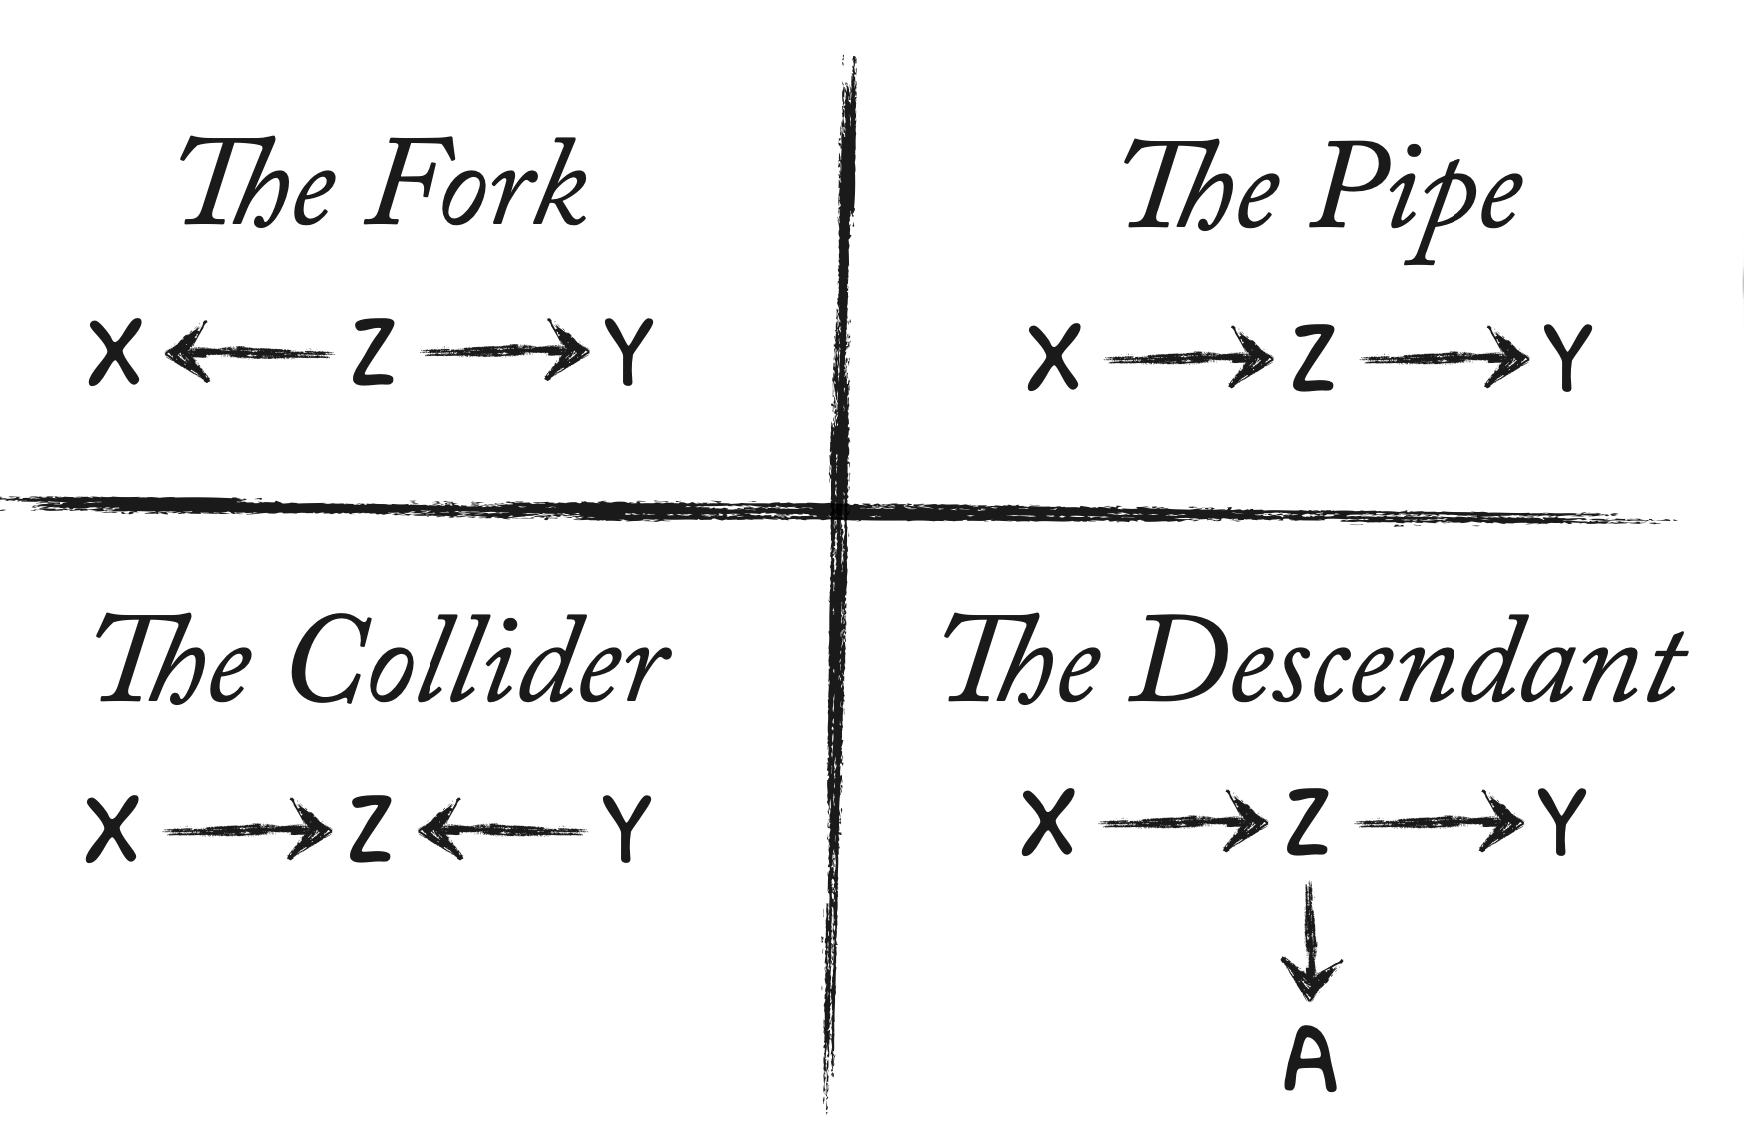 The Fork
X Z Y
The Pipe
X Z Y
The Collider
X Z Y
The Descendant
X Z Y
A